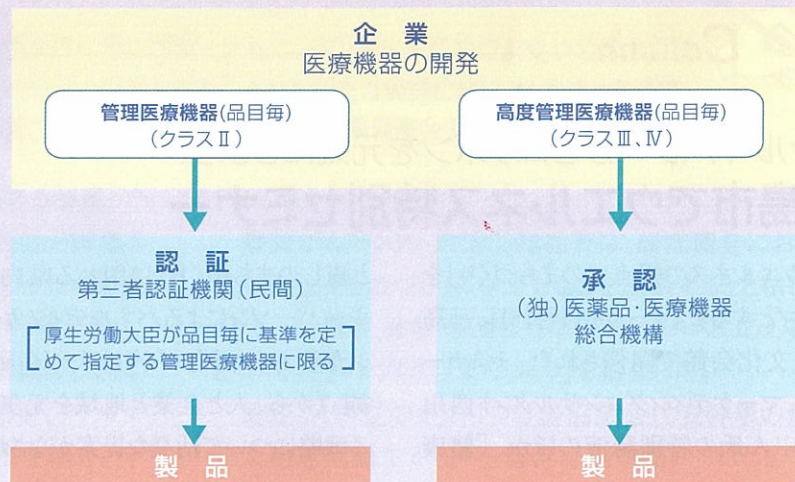 企業
医療機器の開発
管理医療機器(品目毎)
(クラスⅡ)
高度管理医療機器(品目毎)
(クラスⅢ、Ⅳ)
認証
第三者認証機関(民間)
厚生労働大臣が品目毎に基準を定
めて指定する管理医療機器に限る
承認
(独)医薬品・医療機器
総合機構
製品
製品